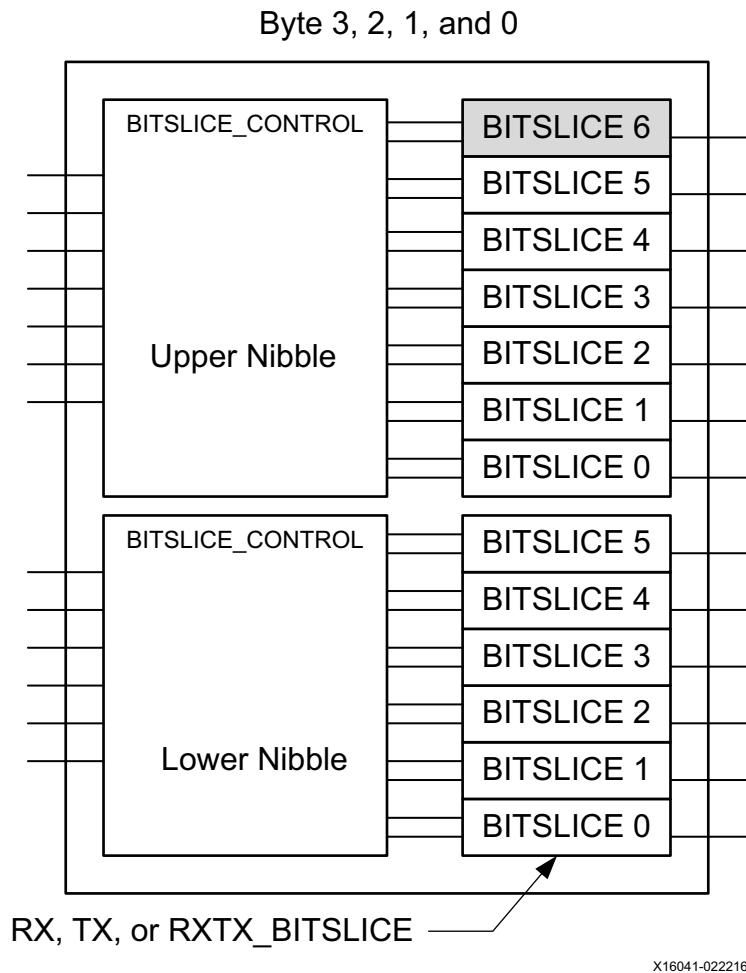 Byte 3, 2, 1, and 0
BITSLICE_CONTROL
Upper Nibble
BITSLICE 6
BITSLICE 5
BITSLICE 4
BITSLICE 3
BITSLICE 2
BITSLICE 1
BITSLICE 0
BITSLICE_CONTROL
Lower Nibble
BITSLICE 5
BITSLICE 4
BITSLICE 3
BITSLICE 2
BITSLICE 1
BITSLICE 0
RX, TX, or RXTX_BITSLICE
X16041-022216